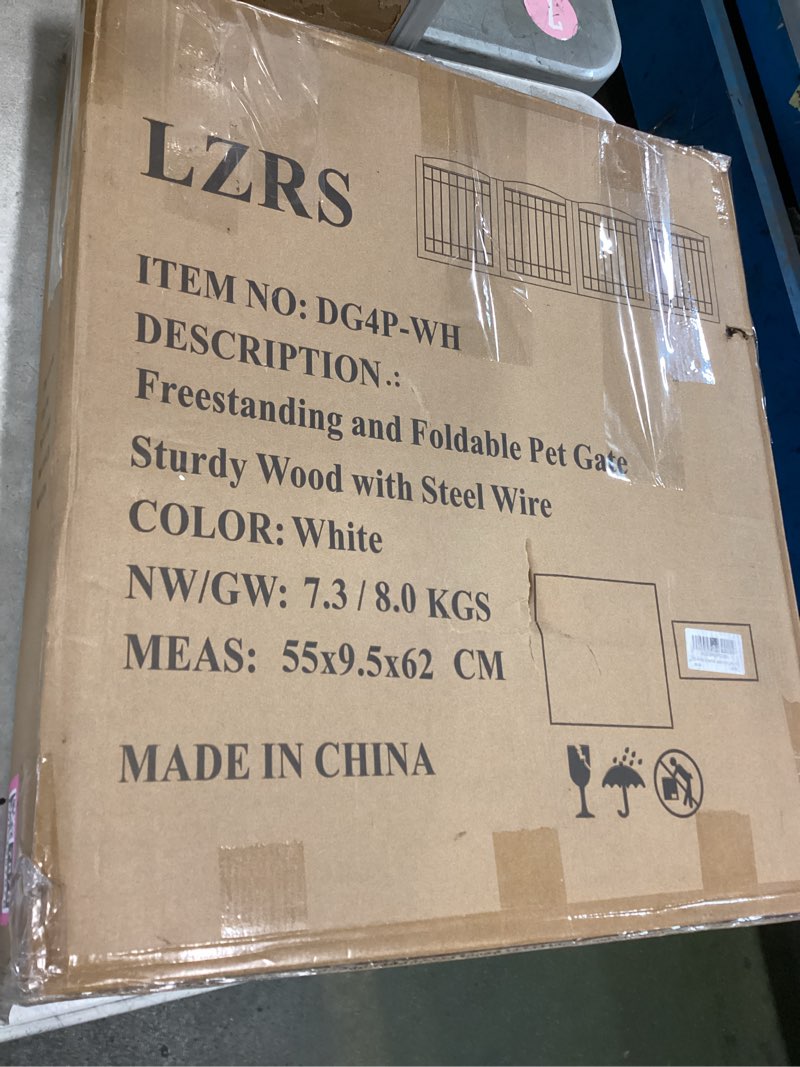 LZRS
ITEM NO: DG4P-WH
DESCRIPTION.:
Freestanding and Foldable Pet Gate
Sturdy Wood with Steel Wire
COLOR: White
NW/GW: 7.3 / 8.0 KGS
MEAS: 55x9.5x62 CM
MADE IN CHINA